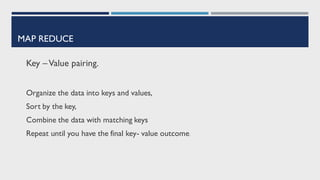 MAP REDUCE
Key – Value pairing.
Organize the data into keys and values,
Sort by the key,
Combine the data with matching keys
Repeat until you have the final key- value outcome.